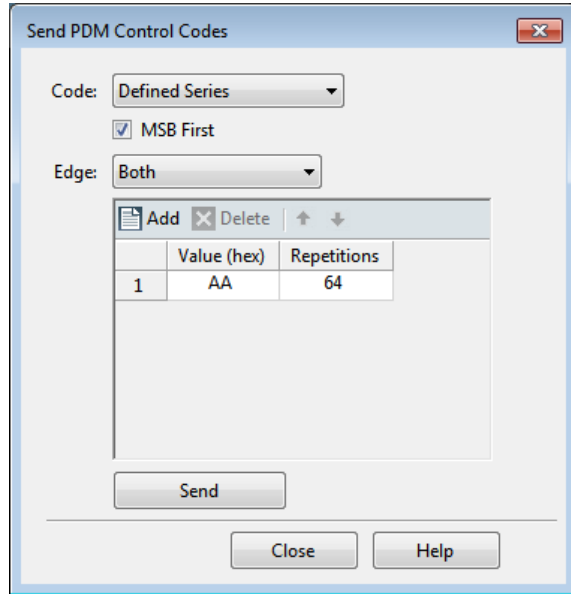 Send PDM Control Codes
Code: Defined Series
MSB First
Edge: Both
Add Delete
Value (hex) Repetitions
1 AA 64
Send
Close Help